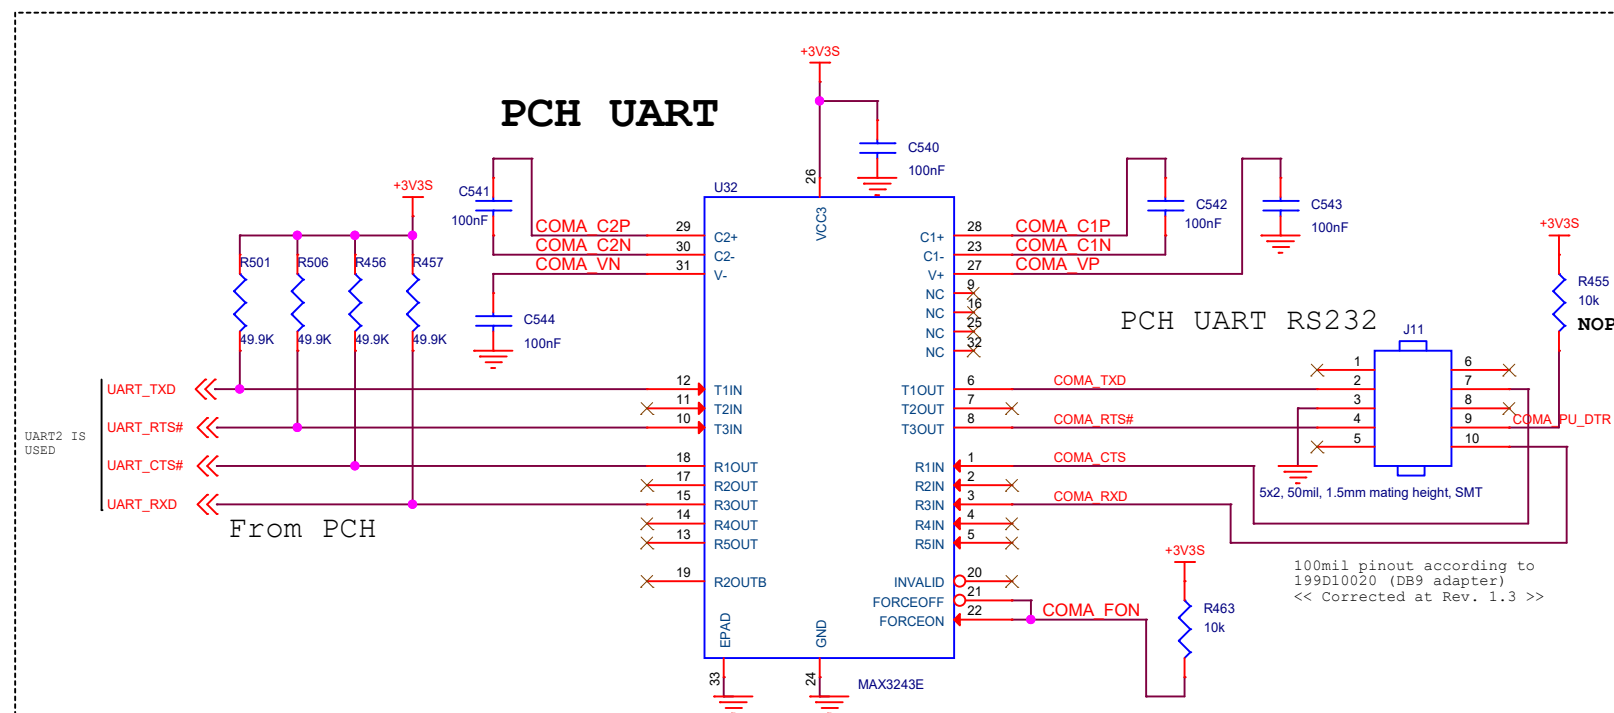 +3V3S
PCH UART
C540
100nF
U32
26
VCC3
+3V3S
C541
100nF
COMA_C2P
COMA_C2N
COMA_VN
29
30
31
C2+
C2-
V-
C1+
C1-
V+
28
23
27
COMA_C1P
COMA_C1N
COMA_VP
C542
100nF
C543
100nF
+3V3S
R501
R506
R456
R457
49.9K
49.9K
49.9K
49.9K
C544
100nF
NC
9
NC
16
NC
25
NC
32
PCH UART RS232
R455
10k
NOP
J11
UART2 IS
USED
UART_TXD
UART_RTS#
UART_CTS#
UART_RXD
From PCH
12
T1IN
11
T2IN
10
T3IN
18
R1OUT
17
R2OUT
15
R3OUT
14
R4OUT
13
R5OUT
19
R2OUTB
T1OUT
6
COMA_TXD
T2OUT
7
T3OUT
8
COMA_RTS#
R1IN
1
COMA_CTS
R2IN
2
R3IN
3
COMA_RXD
R4IN
4
R5IN
5
INVALID
20
FORCEOFF
21
FORCEON
22
COMA_FON
1
2
3
4
5
6
7
8
9
10
COMA_PU_DTR
5x2, 50mil, 1.5mm mating height, SMT
+3V3S
R463
10k
100mil pinout according to
199D10020 (DB9 adapter)
<< Corrected at Rev. 1.3 >>
EPAD
33
GND
24
MAX3243E